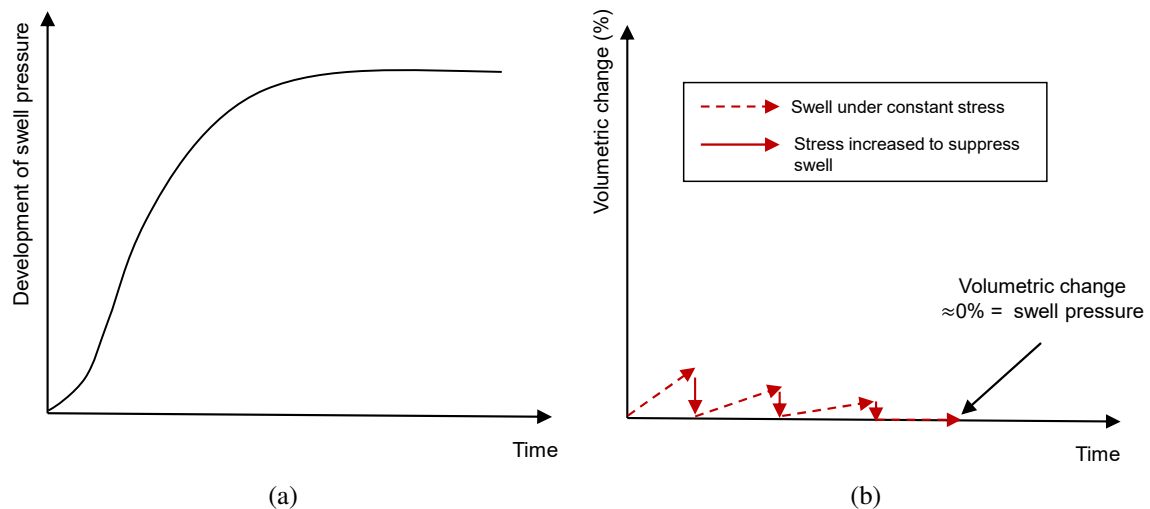 Development of swell pressure
Time
(a)
Volumetric change (%)
Swell under constant stress
Stress increased to suppress
swell
Volumetric change
≈0% = swell pressure
Time
(b)